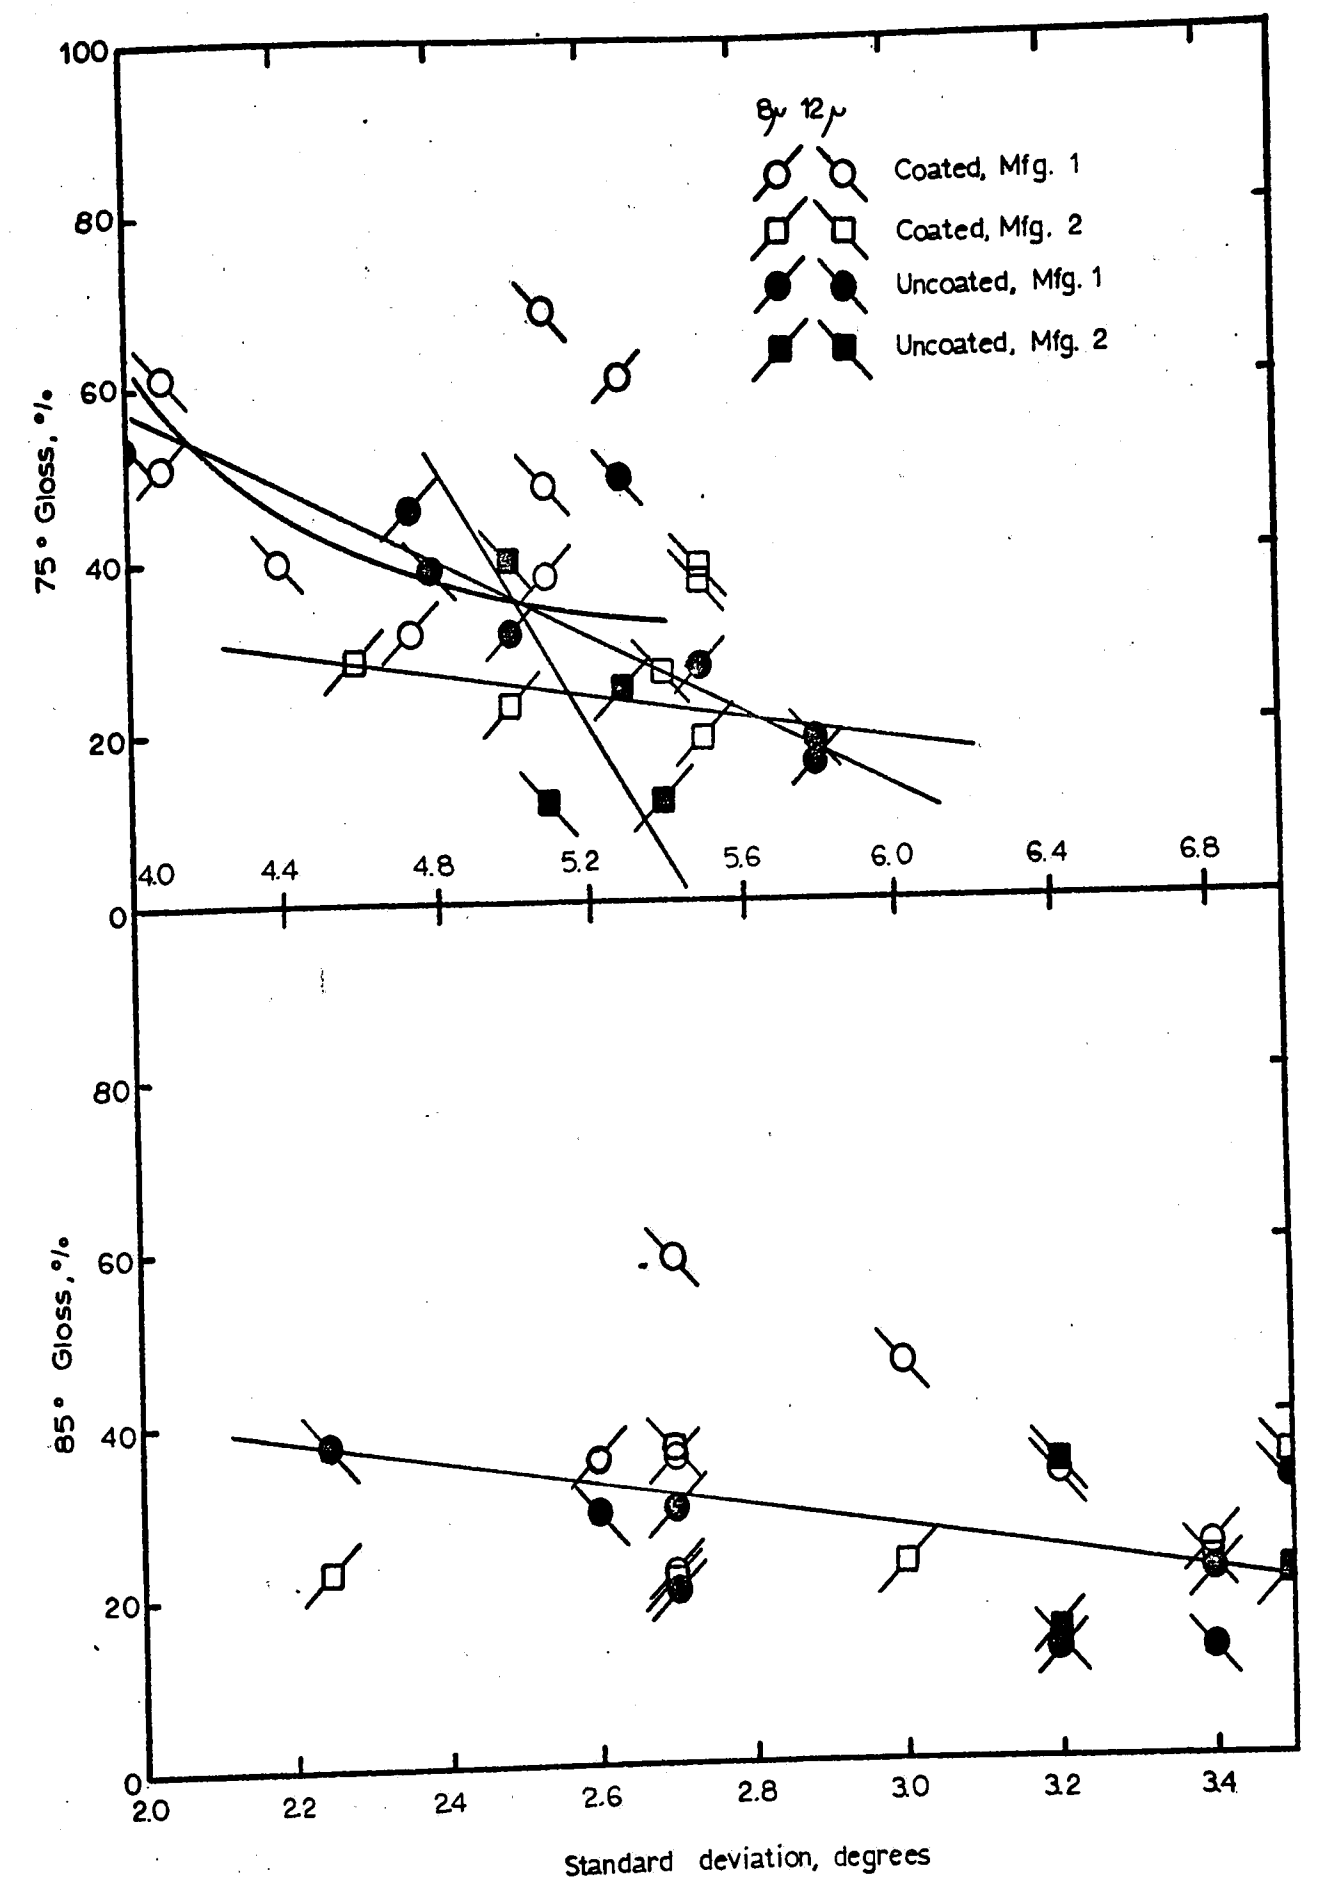 100
8μ 12μ
Coated, Mfg. 1
80
Coated, Mfg. 2
Uncoated, Mfg. 1
Uncoated, Mfg. 2
60
75° Gloss, %
40
20
4.0 4.4 4.8 5.2 5.6 6.0 6.4 6.8
0
80
60
85° Gloss, %
40
20
0
2.0 2.2 2.4 2.6 2.8 3.0 3.2 3.4
Standard deviation, degrees